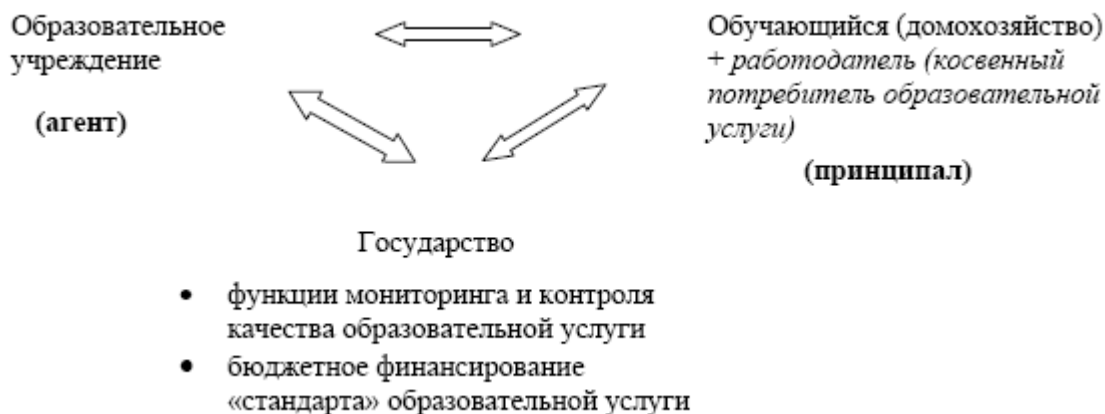 Образовательное
учреждение
(агент)
Обучающийся (домохозяйство)
+ работодатель (косвенный
потребитель образовательной
услуги)
(принципал)
Государство
• функции мониторинга и контроля
качества образовательной услуги
• бюджетное финансирование
«стандарта» образовательной услуги